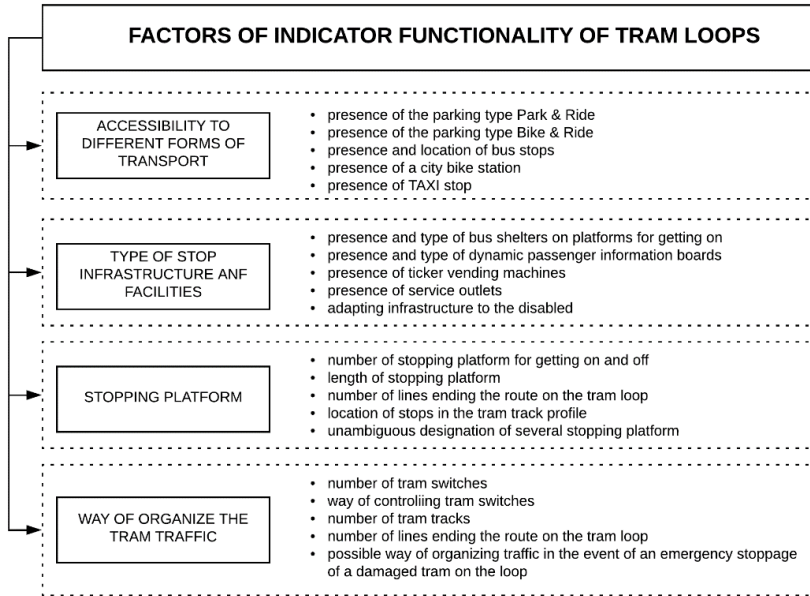 FACTORS OF INDICATOR FUNCTIONALITY OF TRAM LOOPS
ACCESSIBILITY TO
DIFFERENT FORMS OF
TRANSPORT
• presence of the parking type Park & Ride
• presence of the parking type Bike & Ride
• presence and location of bus stops
• presence of a city bike station
• presence of TAXI stop
TYPE OF STOP
INFRASTRUCTURE ANF
FACILITIES
• presence and type of bus shelters on platforms for getting on
• presence and type of dynamic passenger information boards
• presence of ticker vending machines
• presence of service outlets
• adapting infrastructure to the disabled
STOPPING PLATFORM
• number of stopping platform for getting on and off
• length of stopping platform
• number of lines ending the route on the tram loop
• location of stops in the tram track profile
• unambiguous designation of several stopping platform
WAY OF ORGANIZE THE
TRAM TRAFFIC
• number of tram switches
• way of controliing tram switches
• number of tram tracks
• number of lines ending the route on the tram loop
• possible way of organizing traffic in the event of an emergency stoppage
of a damaged tram on the loop